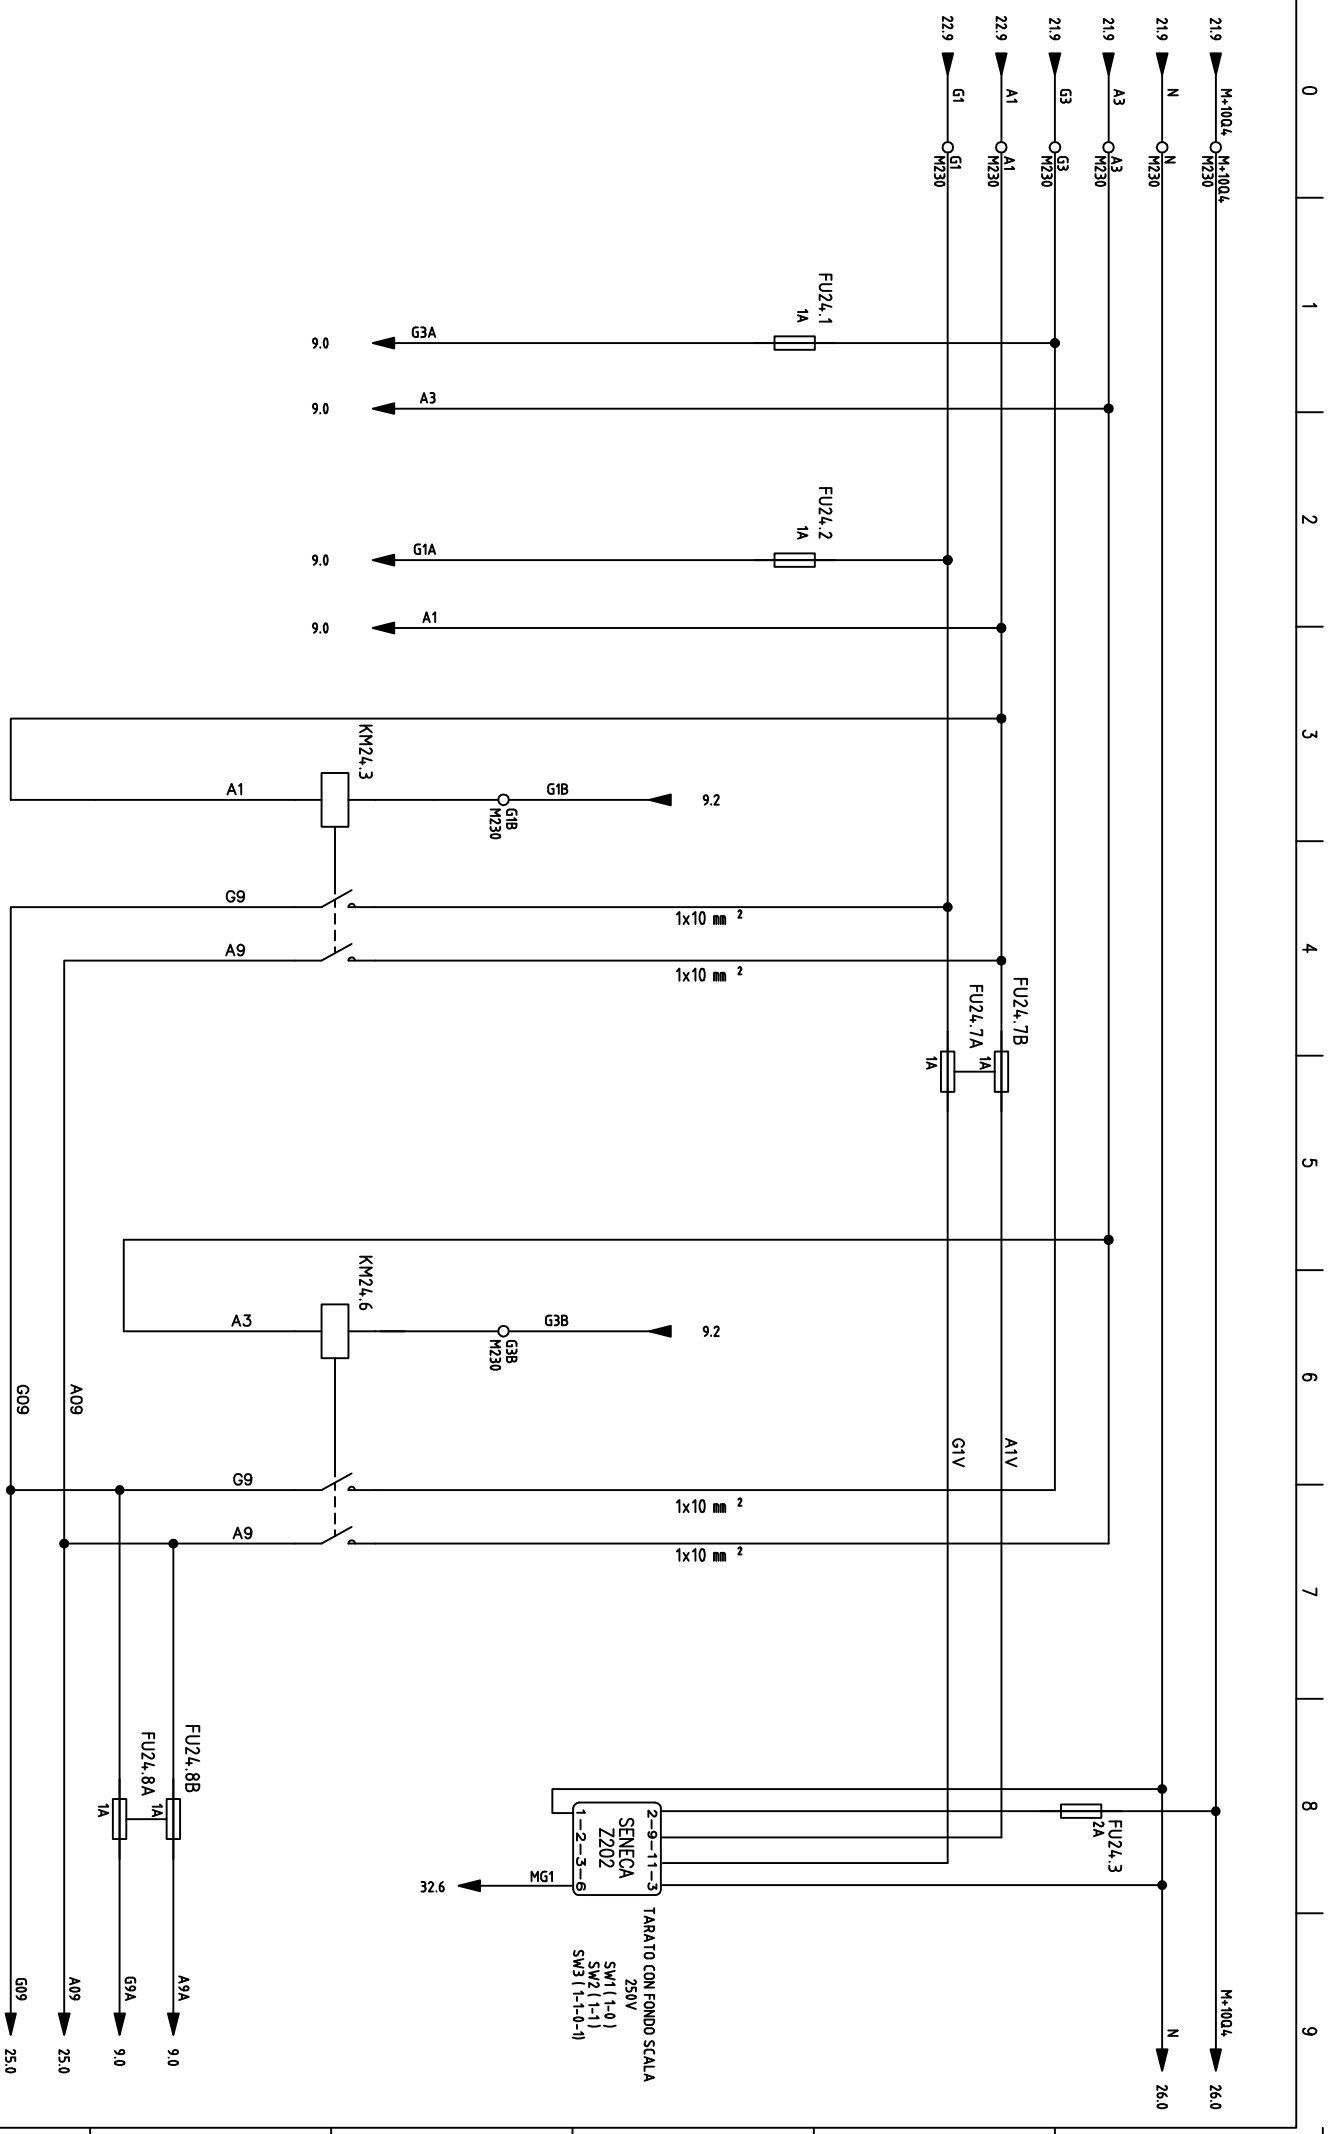 0
1
2
3
4
5
6
7
8
9
21.9
M+10Q4
M+10Q4
M230
M+10Q4
26.0
21.9
N
N
M230
N
26.0
21.9
A3
A3
M230
21.9
G3
G3
M230
22.9
A1
A1
M230
22.9
G1
G1
M230
FU24.1
1A
G3A
9.0
A3
9.0
FU24.2
1A
G1A
9.0
A1
9.0
KM24.3
A1
G1B
M230
G1B
9.2
G9
1x10 mm 2
A9
1x10 mm 2
FU24.7B
1A
FU24.7A
1A
KM24.6
A3
G3B
M230
G3B
9.2
A1V
G1V
G9
1x10 mm 2
A9
1x10 mm 2
A09
G09
FU24.3
2A
2-9-11-3
SENECA
Z202
1-2-3-6
MG1
32.6
TARATO CON FONDO SCALA
250V
SW1 ( 1-0 )
SW2 ( 1-1 )
SW3 ( 1-1-0-1)
FU24.8B
1A
FU24.8A
1A
A9A
9.0
G9A
9.0
A09
25.0
G09
25.0